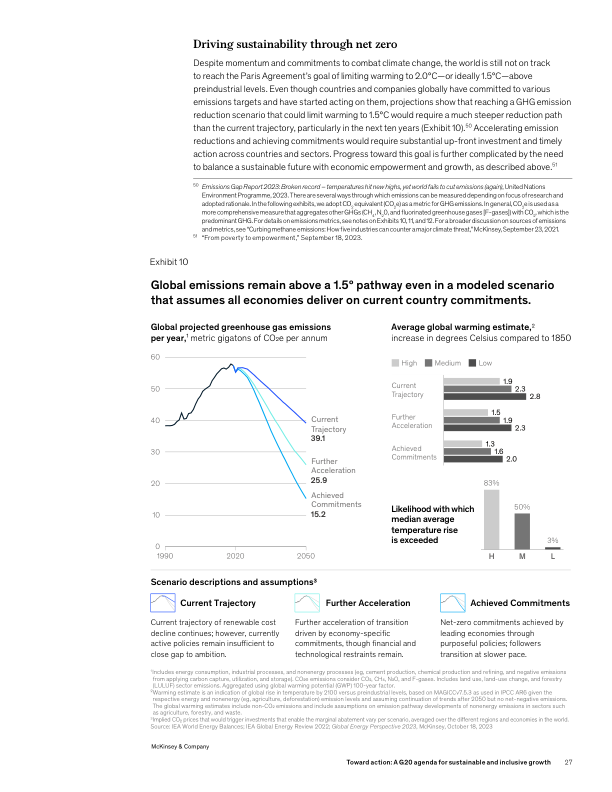 Driving sustainability through net zero
Despite momentum and commitments to combat climate change, the world is still not on track
to reach the Paris Agreement's goal of limiting warming to 2.0°C—or ideally 1.5°C—above
preindustrial levels. Even though countries and companies globally have committed to various
emissions targets and have started acting on them, projections show that reaching a GHG emission
reduction scenario that could limit warming to 1.5°C would require a much steeper reduction path
than the current trajectory, particularly in the next ten years (Exhibit 10).⁵⁰ Accelerating emission
reductions and achieving commitments would require substantial up-front investment and timely
action across countries and sectors. Progress toward this goal is further complicated by the need
to balance a sustainable future with economic empowerment and growth, as described above.⁵¹
⁵⁰ Emissions Gap Report 2023: Broken record – temperatures hit new highs, yet world fails to cut emissions (again), United Nations
Environment Programme, 2023. There are several ways through which emissions can be measured depending on focus of research and
adopted rationale. In the following exhibits, we adopt CO₂ equivalent (CO₂e) as a metric for GHG emissions. In general, CO₂e is used as a
more comprehensive measure that aggregates other GHGs (CH₄, N₂O, and fluorinated greenhouse gases [F-gases]) with CO₂, which is the
predominant GHG. For details on emissions metrics, see notes on Exhibits 10, 11, and 12. For a broader discussion on sources of emissions
and metrics, see "Curbing methane emissions: How five industries can counter a major climate threat," McKinsey, September 23, 2021.
⁵¹ "From poverty to empowerment," September 18, 2023.
Exhibit 10
Global emissions remain above a 1.5° pathway even in a modeled scenario
that assumes all economies deliver on current country commitments.
Global projected greenhouse gas emissions
per year,¹ metric gigatons of CO₂e per annum
60
50
40
30
20
10
0
1990
2020
2050
Current
Trajectory
39.1
Further
Acceleration
25.9
Achieved
Commitments
15.2
Average global warming estimate,²
increase in degrees Celsius compared to 1850
High Medium Low
Current
Trajectory
1.9
2.3
2.8
Further
Acceleration
1.5
1.9
2.3
Achieved
Commitments
1.3
1.6
2.0
Likelihood with which
median average
temperature rise
is exceeded
83%
50%
3%
H M L
Scenario descriptions and assumptions³
Current Trajectory
Current trajectory of renewable cost
decline continues; however, currently
active policies remain insufficient to
close gap to ambition.
Further Acceleration
Further acceleration of transition
driven by economy-specific
commitments, though financial and
technological restraints remain.
Achieved Commitments
Net-zero commitments achieved by
leading economies through
purposeful policies; followers
transition at slower pace.
¹Includes energy consumption, industrial processes, and nonenergy processes (eg, cement production, chemical production and refining, and negative emissions
from applying carbon capture, utilization, and storage). CO₂e emissions consider CO₂, CH₄, N₂O, and F-gases. Includes land use, land-use change, and forestry
(LULUCF) sector emissions. Aggregated using global warming potential (GWP) 100-year factor.
²Warming estimate is an indication of global rise in temperature by 2100 versus preindustrial levels, based on MAGICCv7.5.3 as used in IPCC AR6 given the
respective energy and nonenergy (eg, agriculture, deforestation) emission levels and assuming continuation of trends after 2050 but no net-negative emissions.
The global warming estimates include non-CO₂ emissions and include assumptions on emission pathway developments of nonenergy emissions in sectors such
as agriculture, forestry, and waste.
³Implied CO₂ prices that would trigger investments that enable the marginal abatement vary per scenario, averaged over the different regions and economies in the world.
Source: IEA World Energy Balances; IEA Global Energy Review 2022; Global Energy Perspective 2023, McKinsey, October 18, 2023
McKinsey & Company
Toward action: A G20 agenda for sustainable and inclusive growth 27